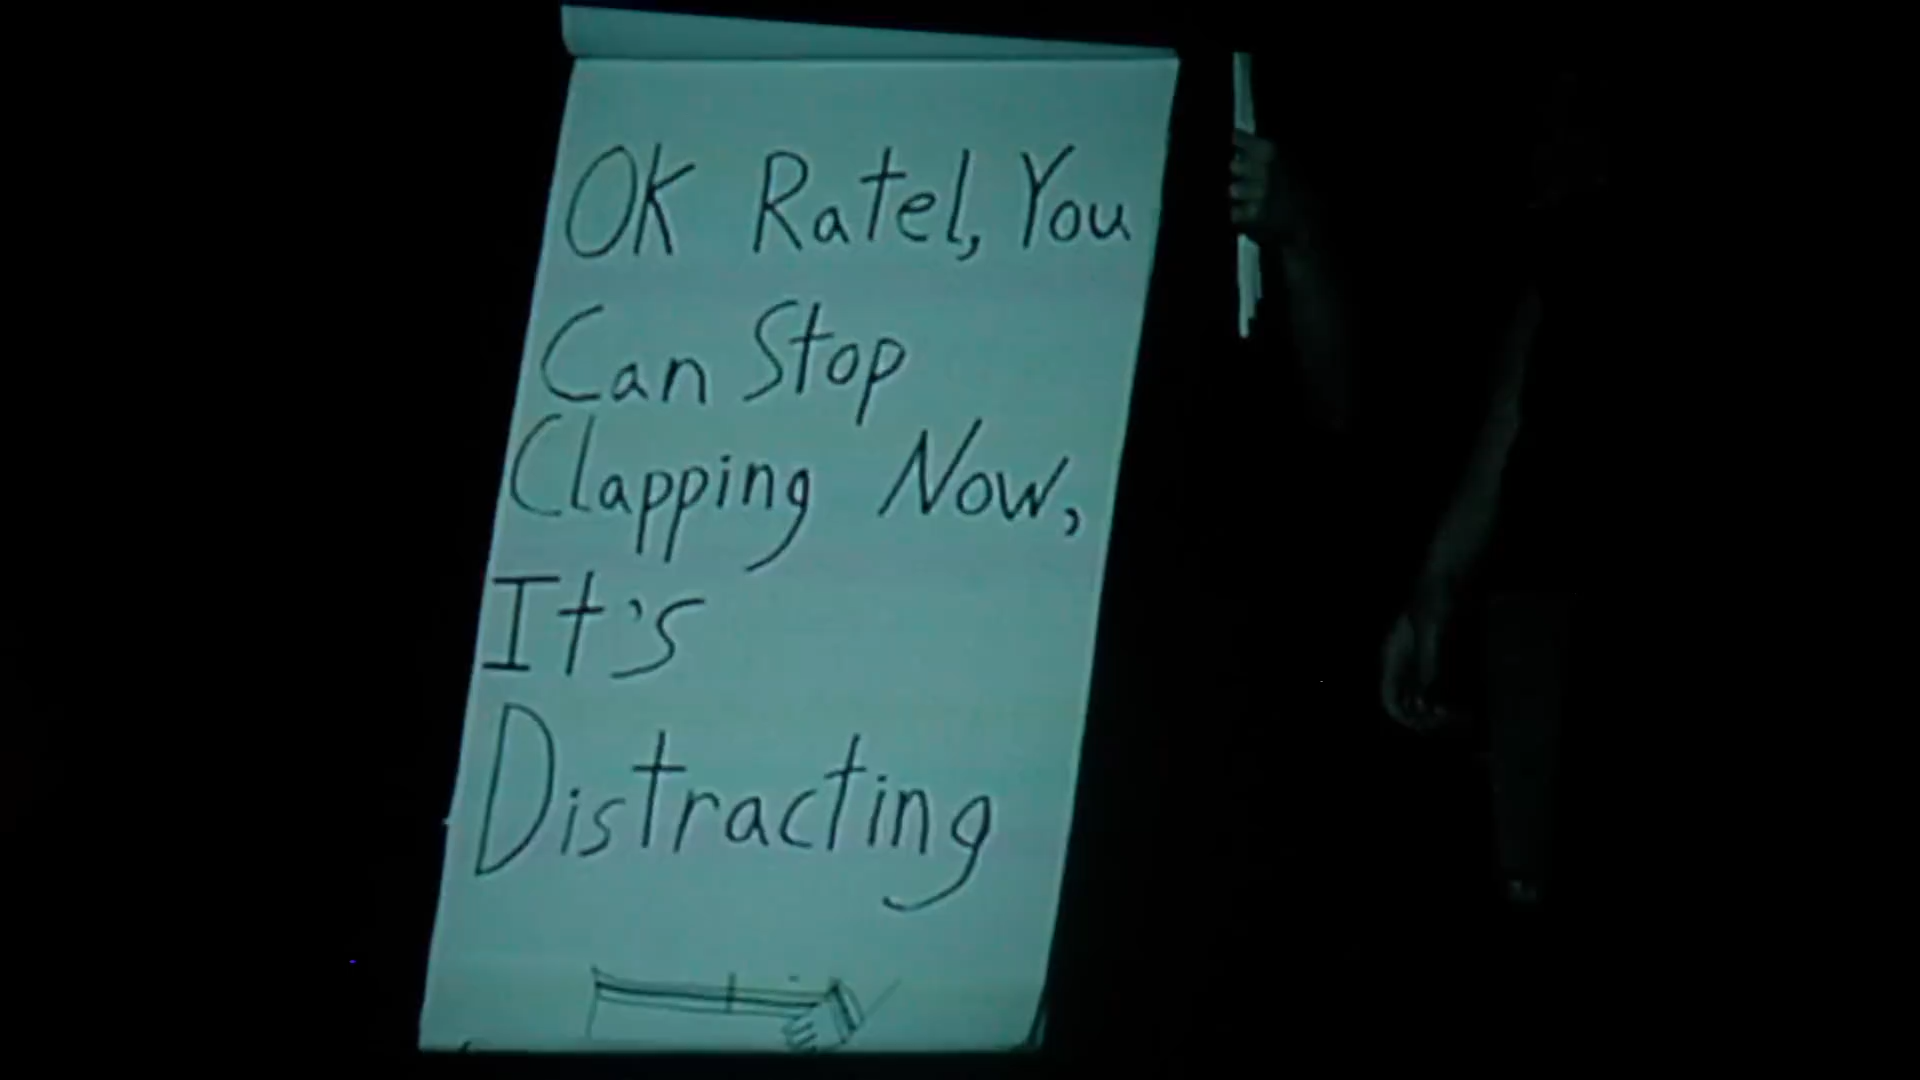 OK Ratel, You
Can Stop
Clapping Now,
It's
Distracting